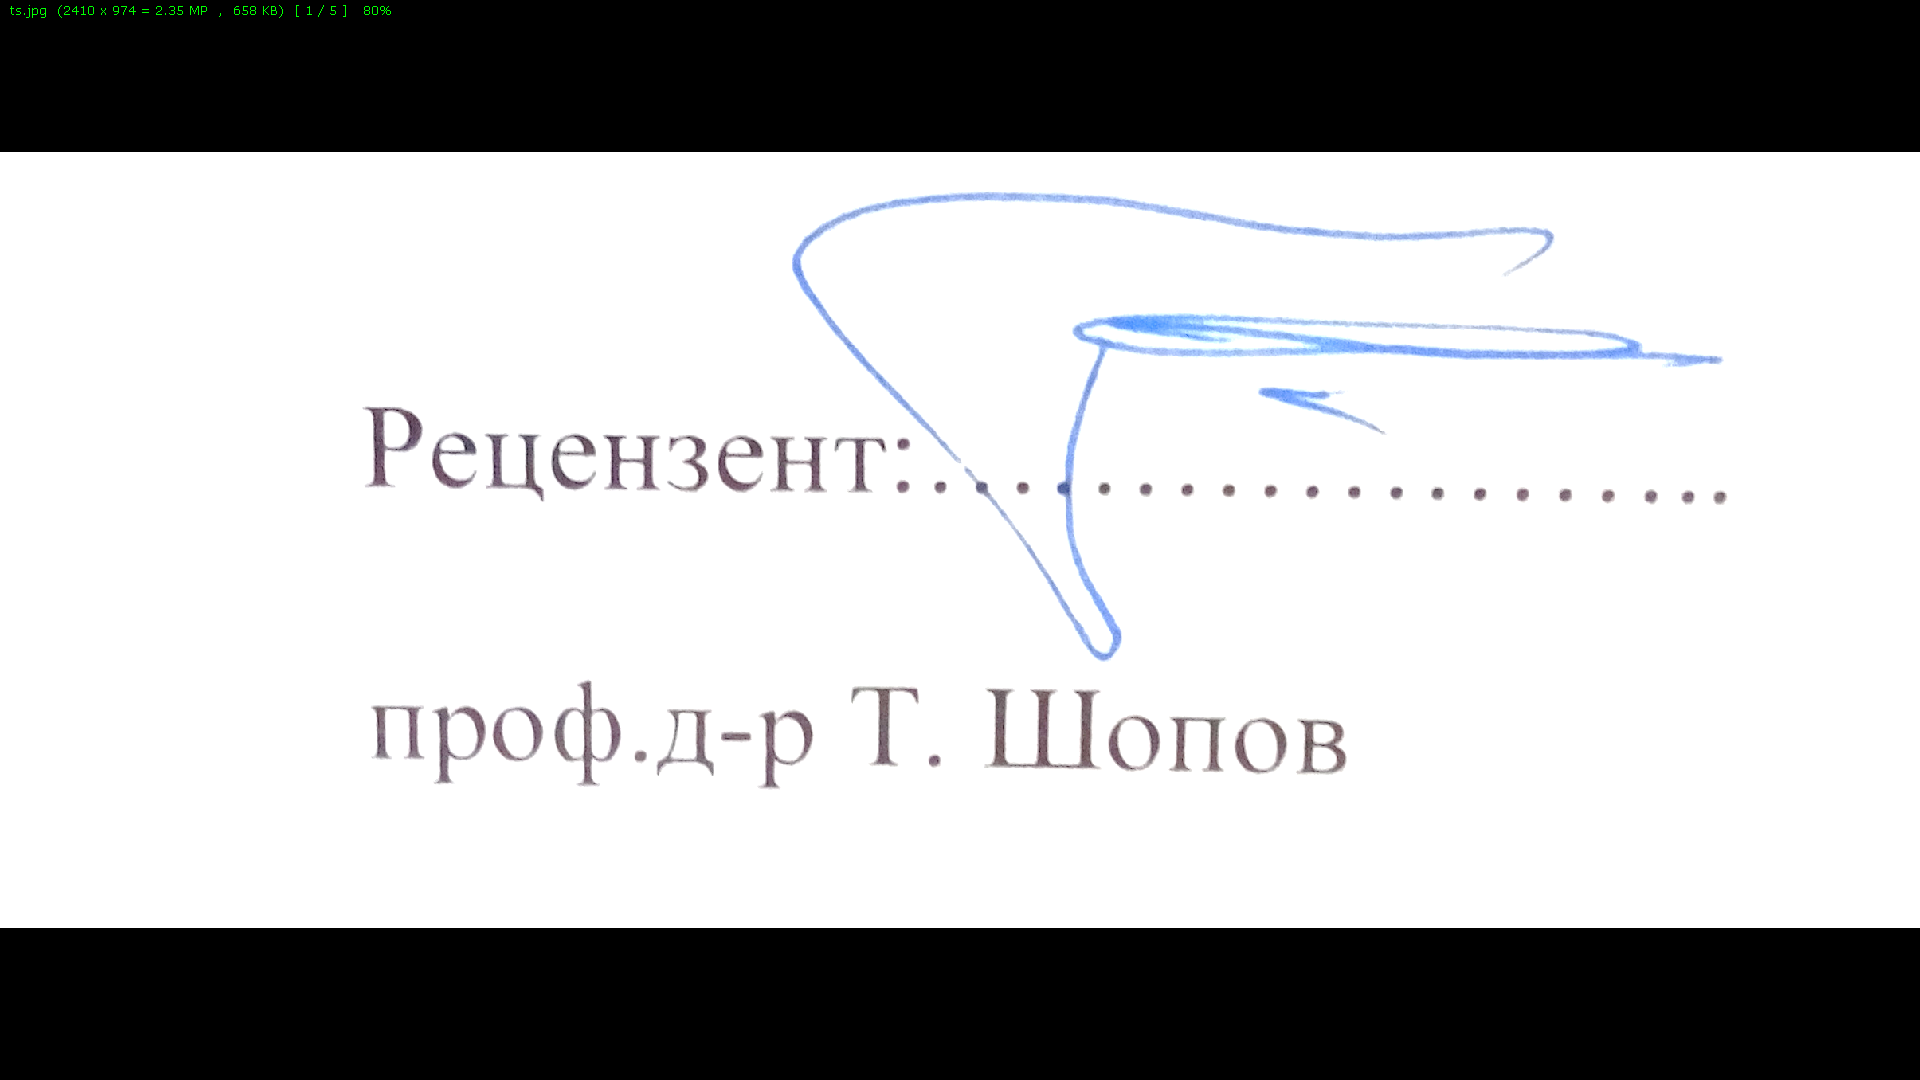 ts.jpg (2410 x 974 = 2.35 MP , 658 KB) [ 1 / 5 ] 80%
Рецензент:....................
проф.д-р Т. Шопов